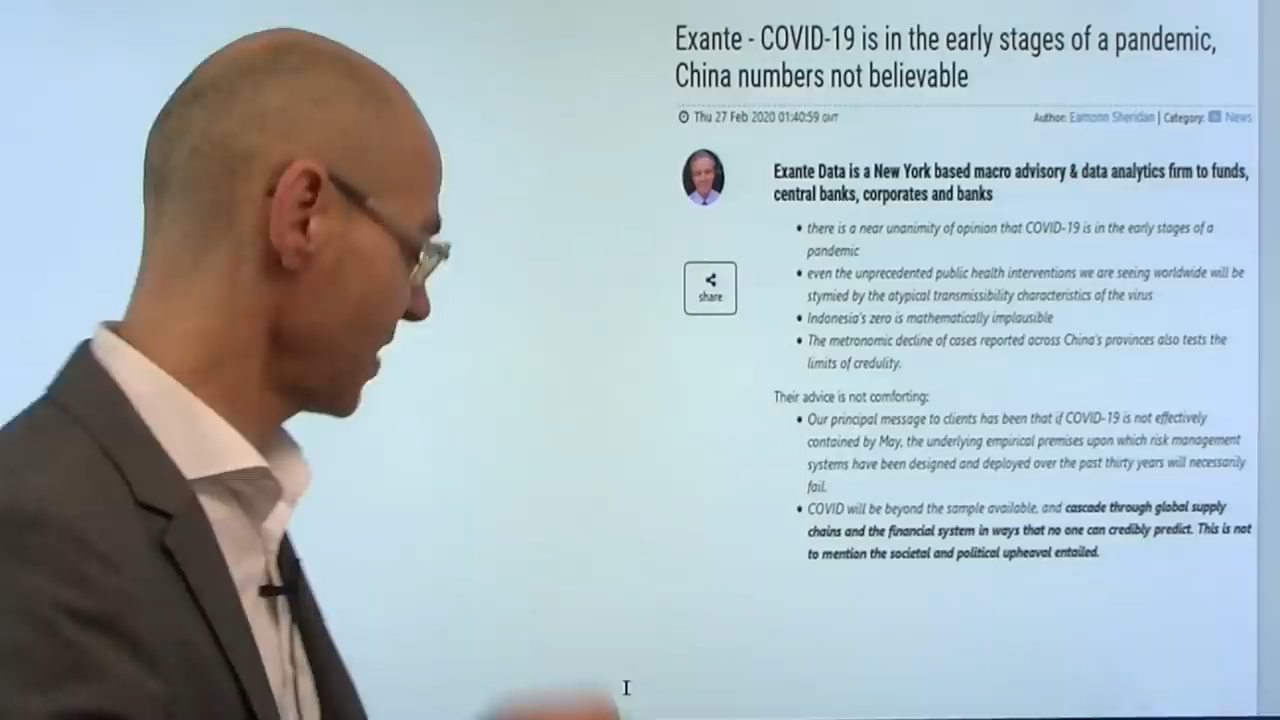 Exante - COVID-19 is in the early stages of a pandemic,
China numbers not believable
Thu 27 Feb 2020 01:40:59 GMT
Author: Eamonn Sheridan | Category: News
Exante Data is a New York based macro advisory & data analytics firm to funds,
central banks, corporates and banks
• there is a near unanimity of opinion that COVID-19 is in the early stages of a
pandemic
• even the unprecedented public health interventions we are seeing worldwide will be
stymied by the atypical transmissibility characteristics of the virus
• Indonesia's zero is mathematically implausible
• The metronomic decline of cases reported across China's provinces also tests the
limits of credulity.
share
Their advice is not comforting:
• Our principal message to clients has been that if COVID-19 is not effectively
contained by May, the underlying empirical premises upon which risk management
systems have been designed and deployed over the past thirty years will necessarily
fail.
• COVID will be beyond the sample available, and cascade through global supply
chains and the financial system in ways that no one can credibly predict. This is not
to mention the societal and political upheaval entailed.